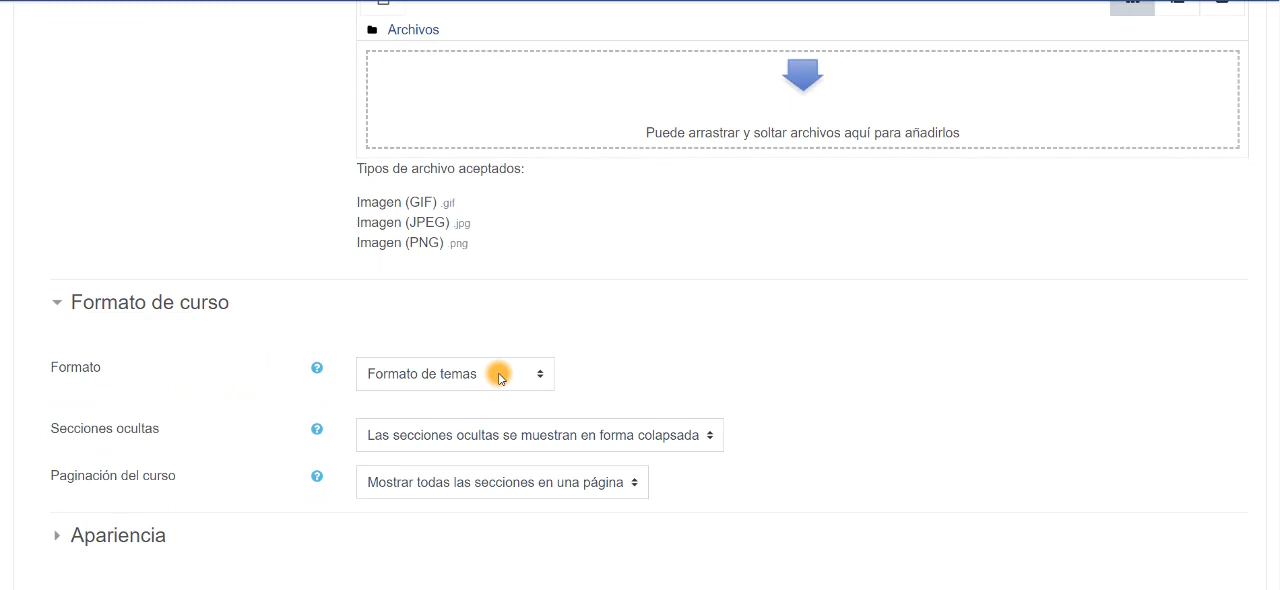 Archivos
Puede arrastrar y soltar archivos aquí para añadirlos
Tipos de archivo aceptados:
Imagen (GIF) .gif
Imagen (JPEG) .jpg
Imagen (PNG) .png
Formato de curso
Formato
Formato de temas
Secciones ocultas
Las secciones ocultas se muestran en forma colapsada
Paginación del curso
Mostrar todas las secciones en una página
Apariencia